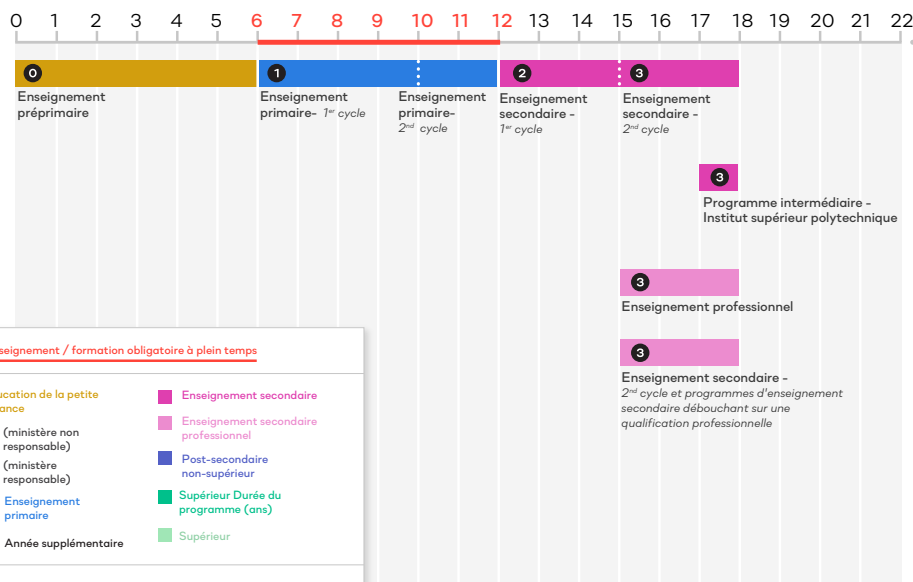 0 1 2 3 4 5 6 7 8 9 10 11 12 13 14 15 16 17 18 19 20 21 22
0
Enseignement
préprimaire
1
Enseignement
primaire- 1er cycle
Enseignement
primaire-
2nd cycle
2
Enseignement
secondaire -
1er cycle
3
Enseignement
secondaire -
2nd cycle
3
Programme intermédiaire -
Institut supérieur polytechnique
3
Enseignement professionnel
3
Enseignement secondaire -
2nd cycle et programmes d'enseignement
secondaire débouchant sur une
qualification professionnelle
seignement / formation obligatoire à plein temps
ucation de la petite
ance
(ministère non
responsable)
(ministère
responsable)
Enseignement
primaire
Année supplémentaire
Enseignement secondaire
Enseignement secondaire
professionnel
Post-secondaire
non-supérieur
Supérieur Durée du
programme (ans)
Supérieur